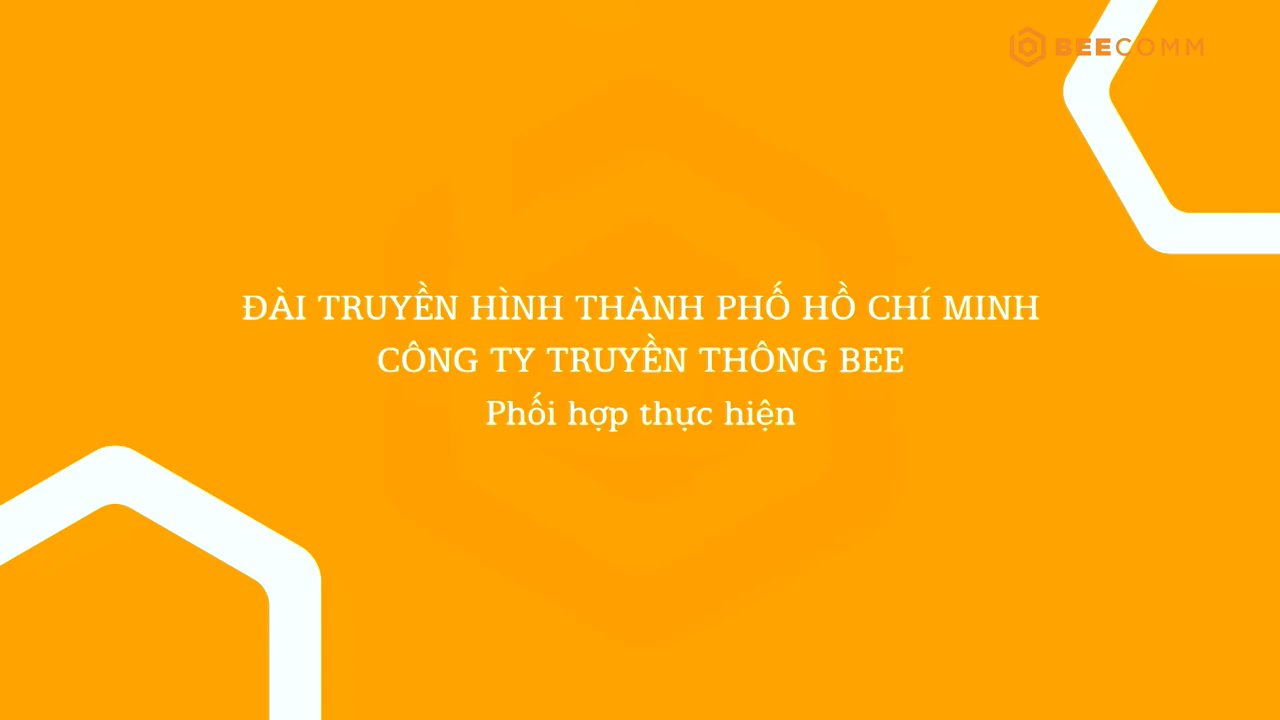 BEECOMM
ĐÀI TRUYỀN HÌNH THÀNH PHỐ HỒ CHÍ MINH
CÔNG TY TRUYỀN THÔNG BEE
Phối hợp thực hiện